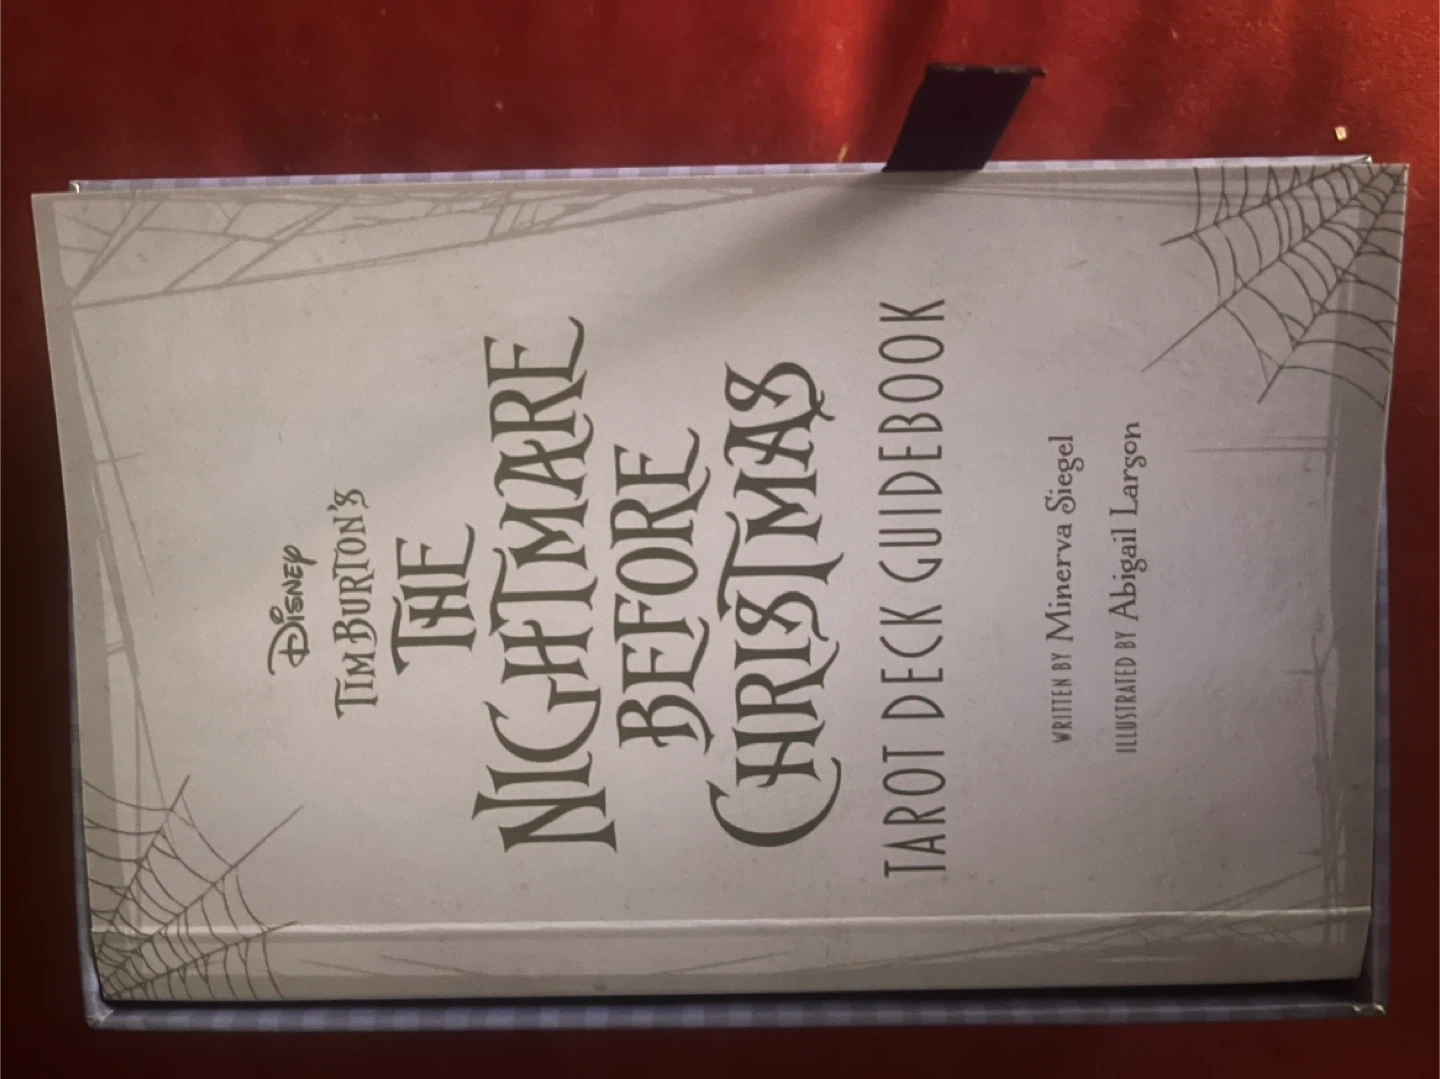 Disney
TIM BURTON'S
THE
NIGHTMARE
BEFORE
CHRISTMAS
TAROT DECK GUIDEBOOK
WRITTEN BY Minerva Siegel
ILLUSTRATED BY Abigail Larson